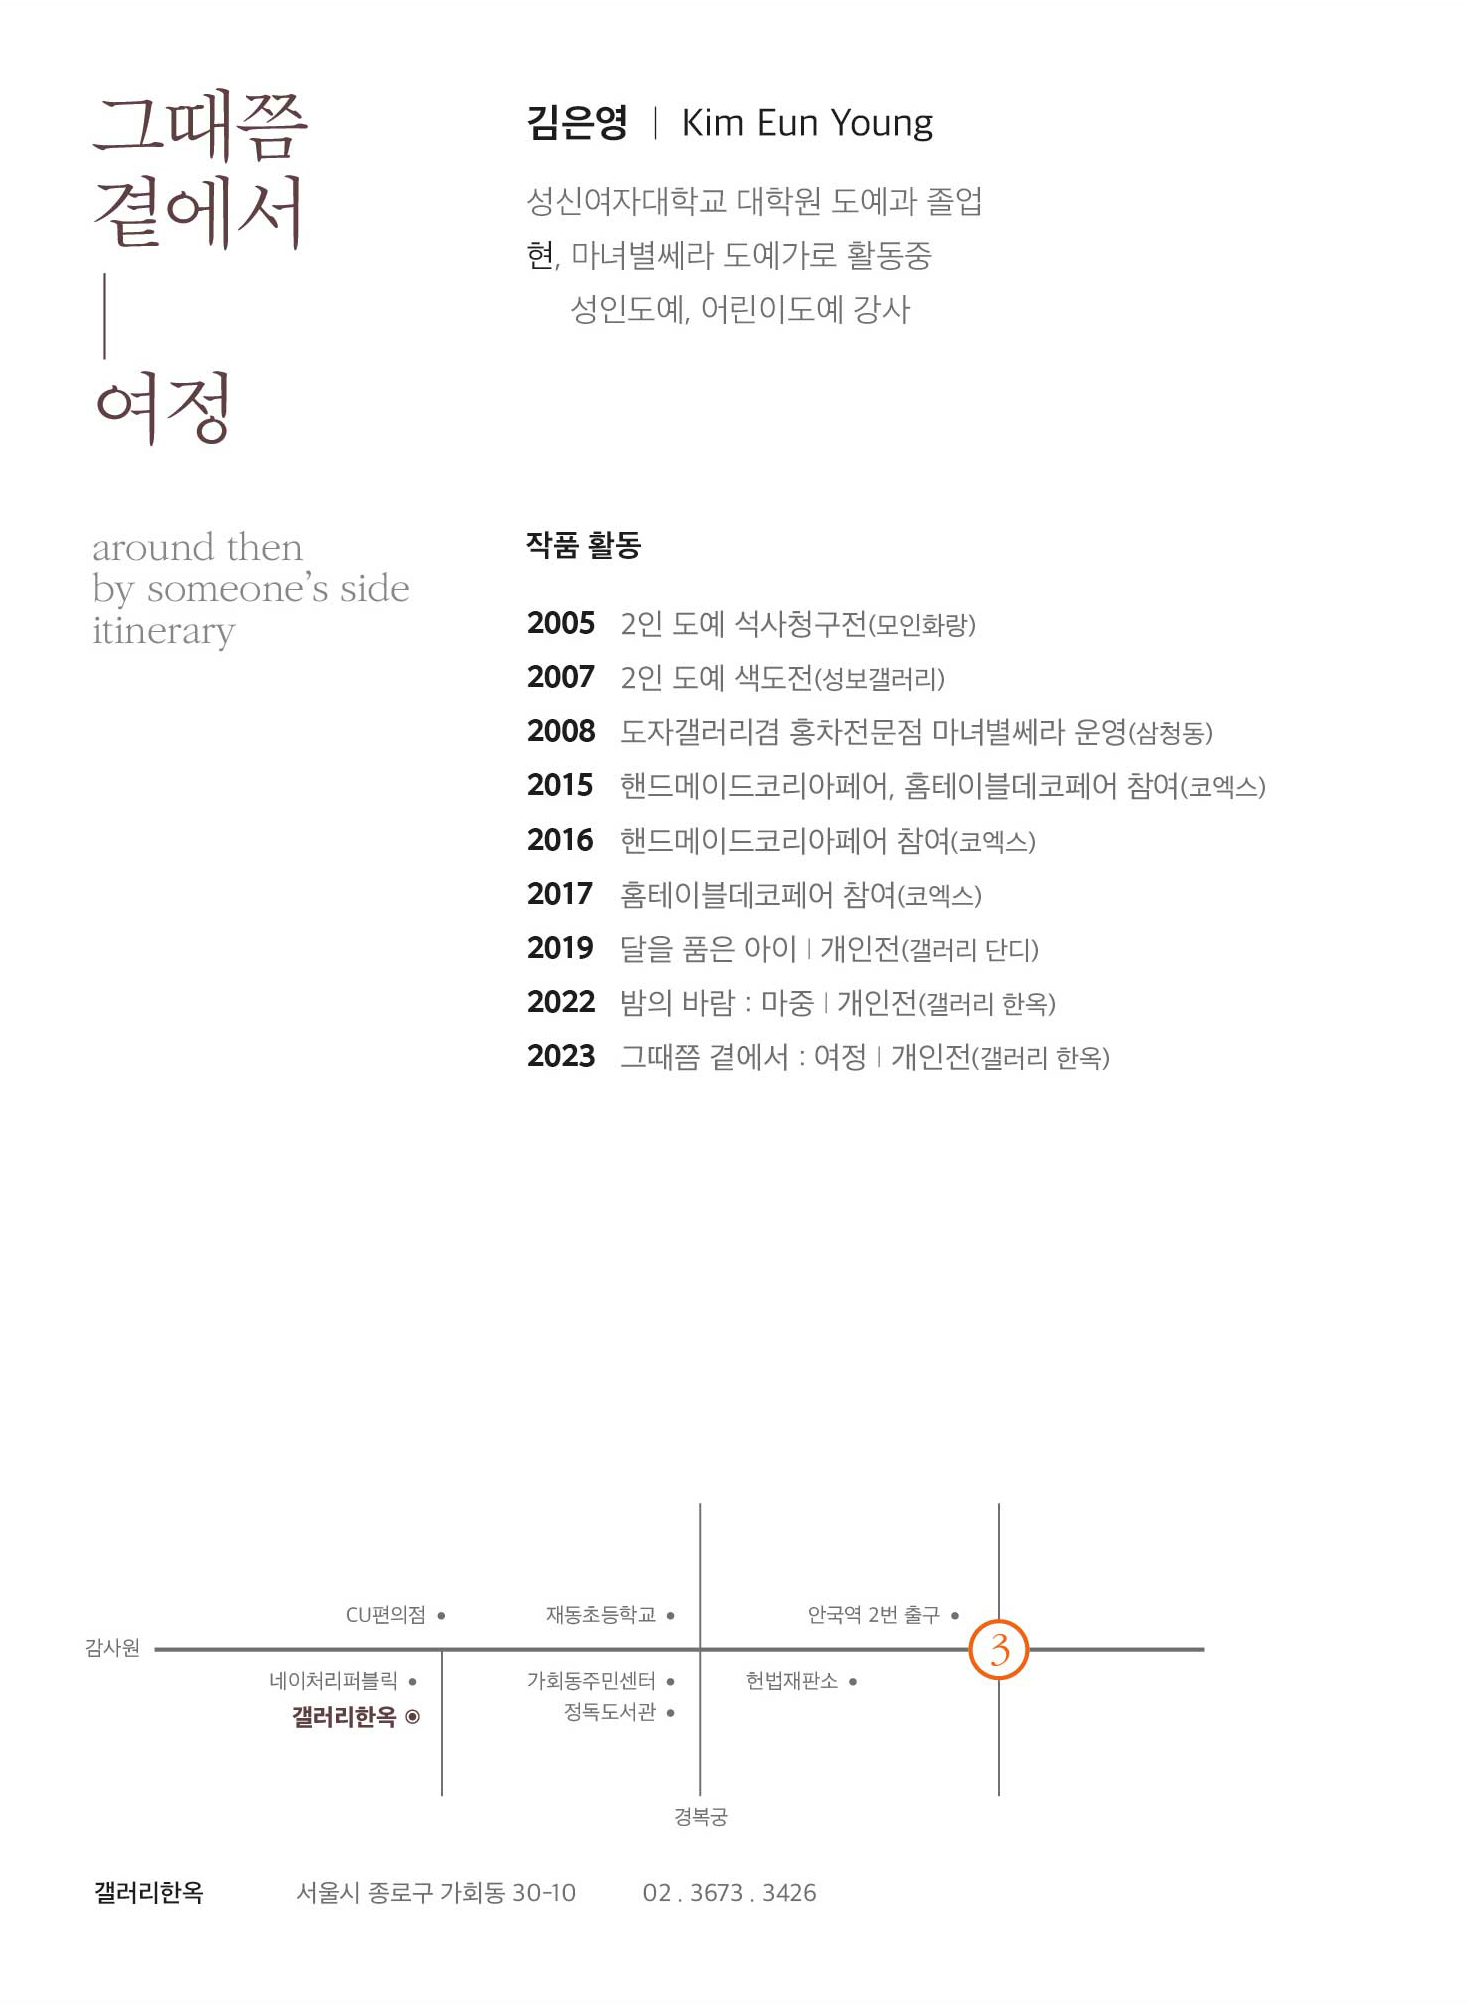 그때쯤
곁에서
여정
around then
by someone's side
itinerary
김은영 | Kim Eun Young
성신여자대학교 대학원 도예과 졸업
현, 마녀별쎄라 도예가로 활동중
성인도예, 어린이도예 강사
작품 활동
2005 2인 도예 석사청구전(모인화랑)
2007 2인 도예 색도전(성보갤러리)
2008 도자갤러리겸 홍차전문점 마녀별쎄라 운영(삼청동)
2015 핸드메이드코리아페어, 홈테이블데코페어 참여(코엑스)
2016 핸드메이드코리아페어 참여(코엑스)
2017 홈테이블데코페어 참여(코엑스)
2019 달을 품은 아이 | 개인전(갤러리 단디)
2022 밤의 바람 : 마중 | 개인전(갤러리 한옥)
2023 그때쯤 곁에서 : 여정 | 개인전(갤러리 한옥)
CU편의점 재동초등학교 안국역 2번 출구
감사원 3
네이처리퍼블릭 가회동주민센터 헌법재판소
갤러리한옥 정독도서관
경복궁
갤러리한옥 서울시 종로구 가회동 30-10 02 . 3673 . 3426